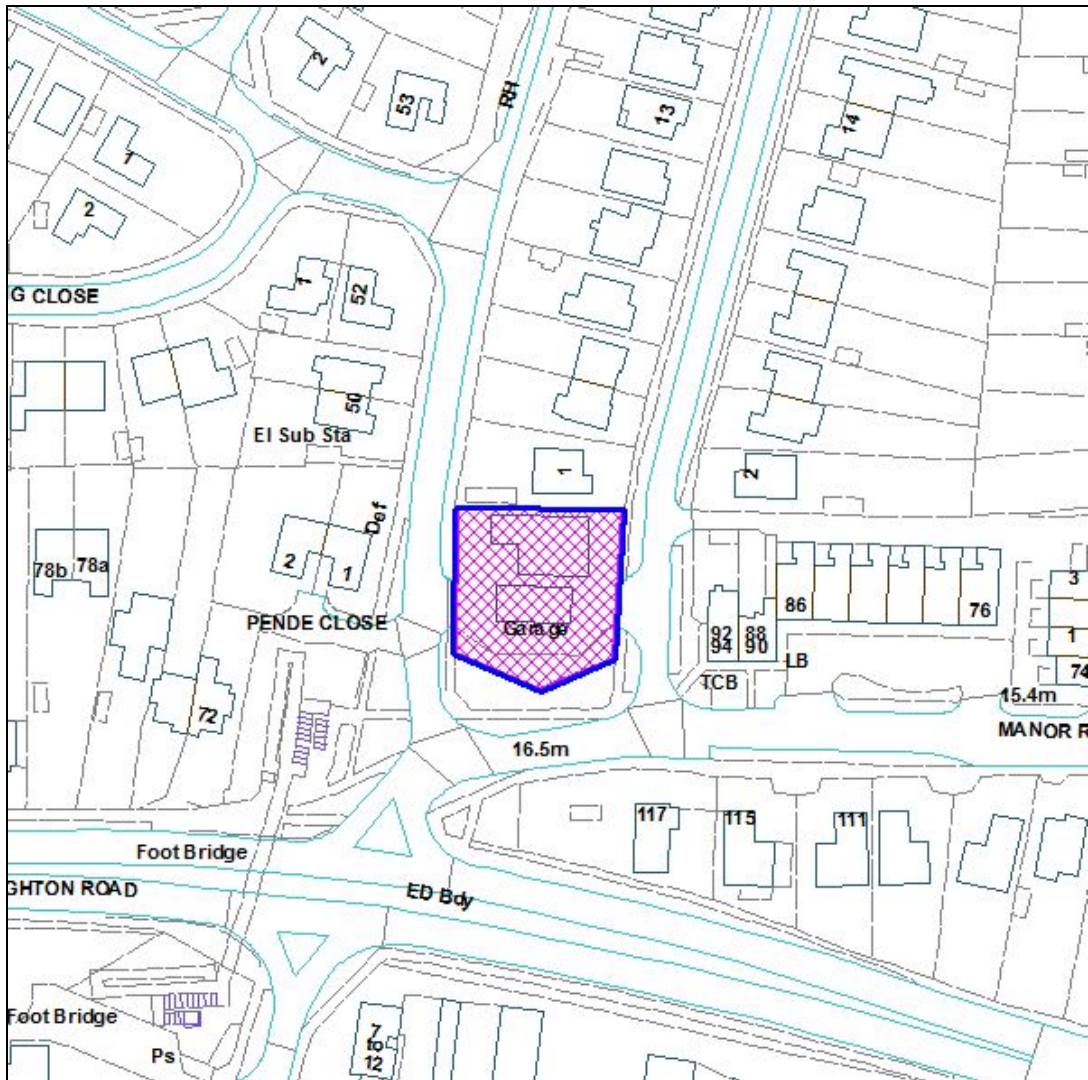 2
53
RH
13
14
1
2
G CLOSE
1
52
50
El Sub Sta
1
2
Def
78b
78a
2
1
PENDE CLOSE
Garage
86
76
3
92
94
88
90
1
LB
74
TCB
15.4m
72
MANOR R
16.5m
117
115
111
Foot Bridge
GHTON ROAD
ED Bdy
Foot Bridge
Ps
7
to
12